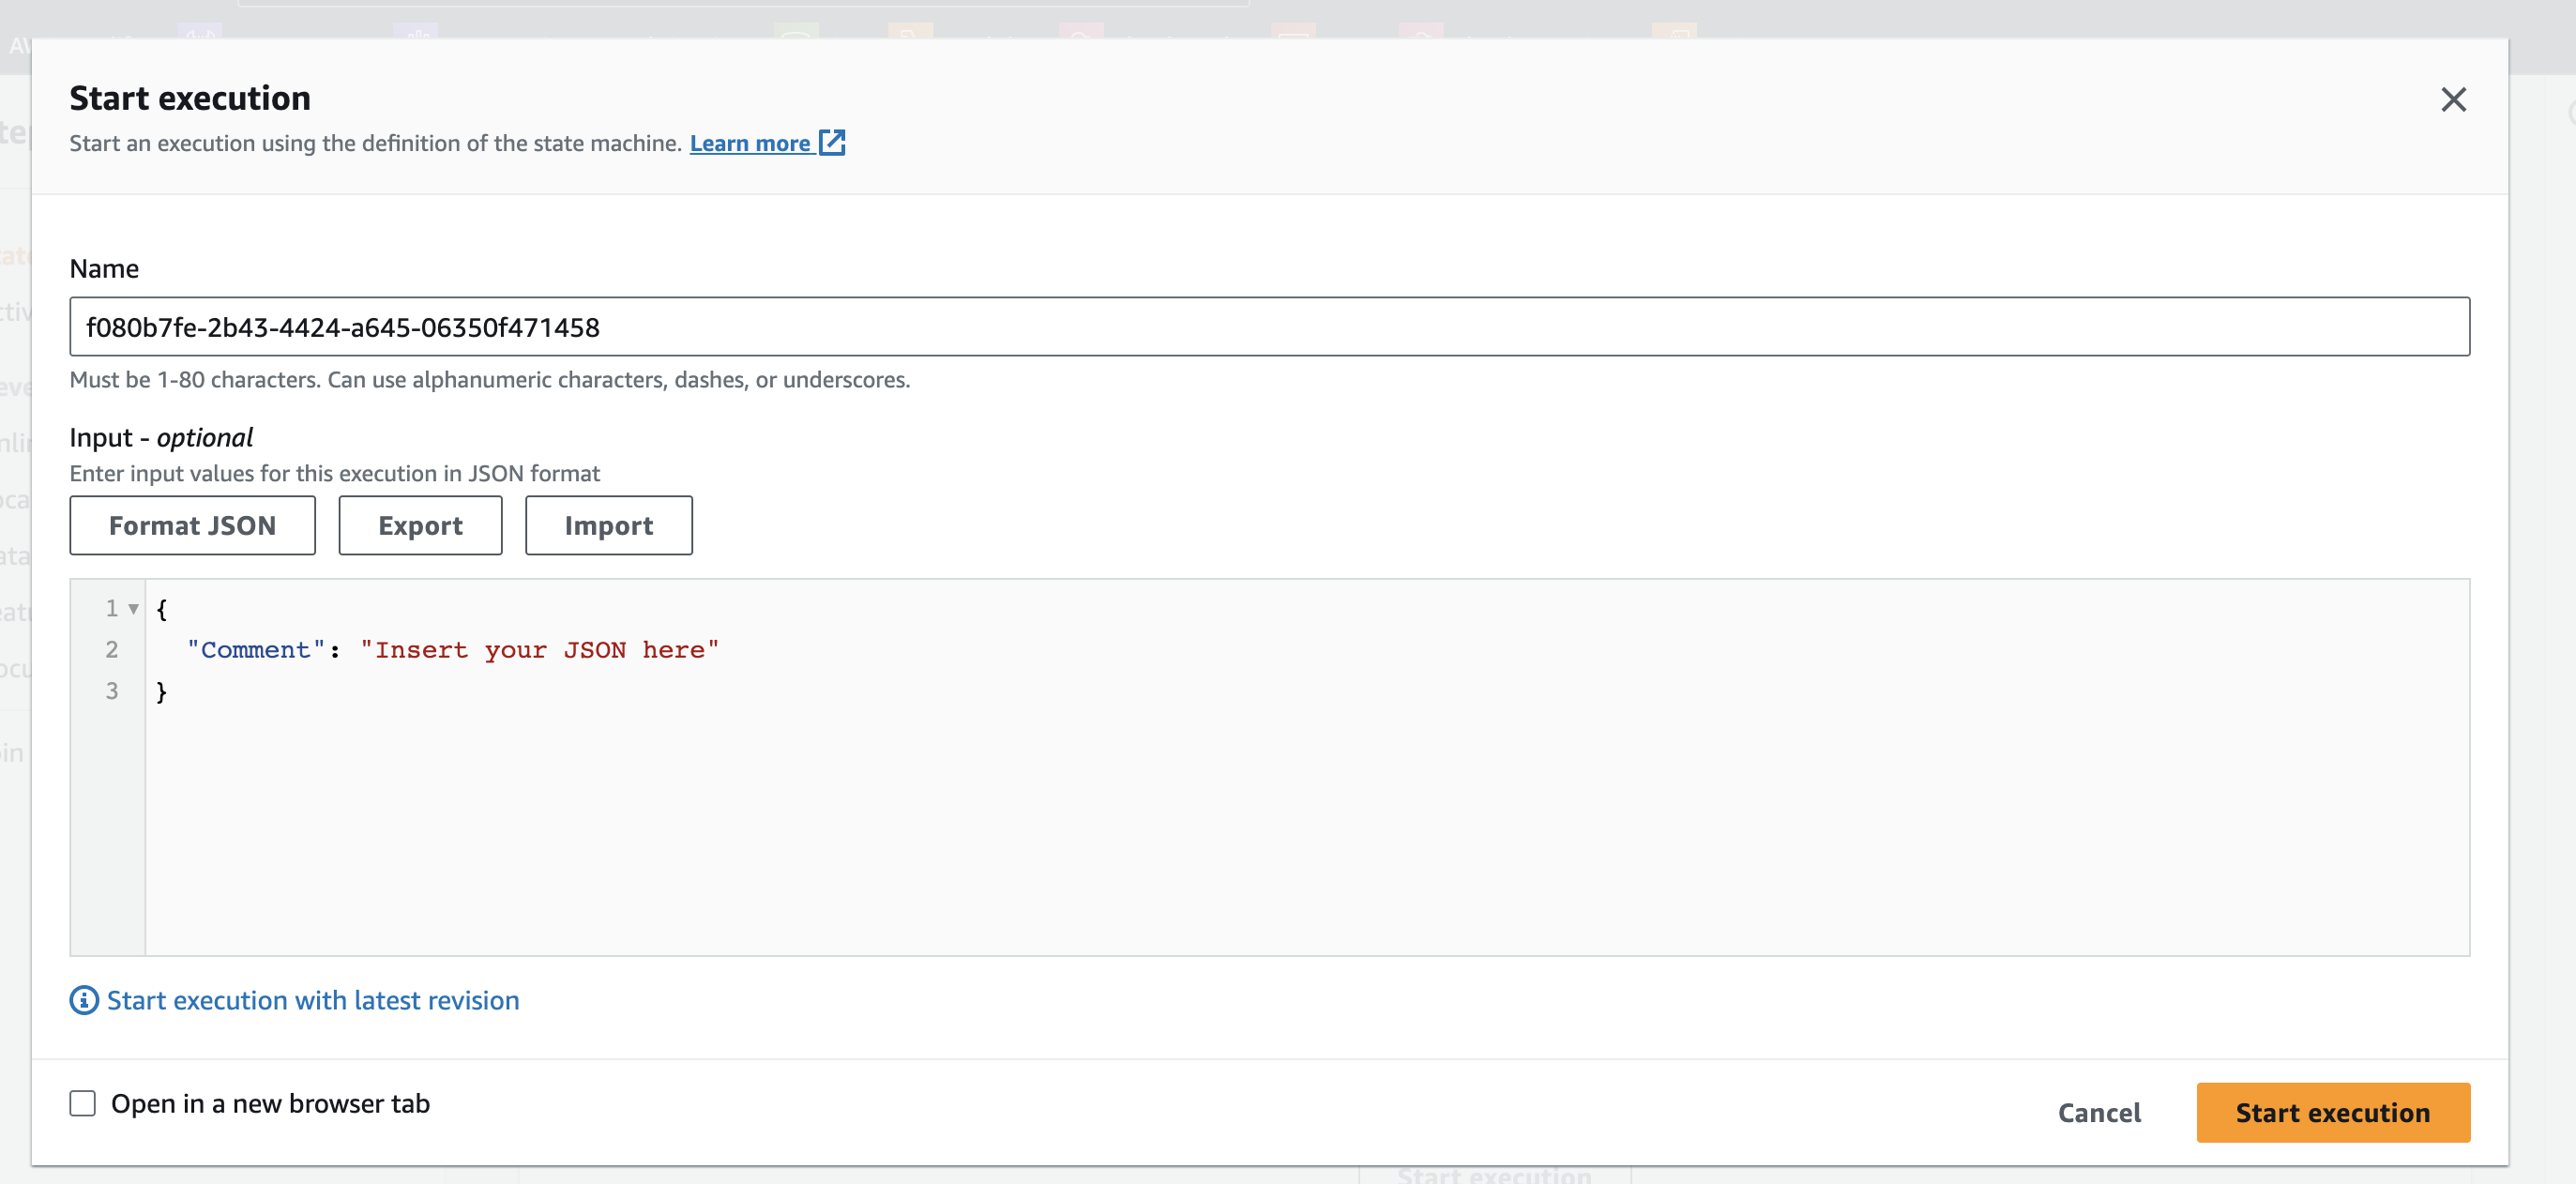 Start execution
Start an execution using the definition of the state machine. Learn more
Name
f080b7fe-2b43-4424-a645-06350f471458
Must be 1-80 characters. Can use alphanumeric characters, dashes, or underscores.
Input - optional
Enter input values for this execution in JSON format
Format JSON Export Import
1 {
2 "Comment": "Insert your JSON here"
3 }
Start execution with latest revision
Open in a new browser tab
Cancel Start execution
Start execution